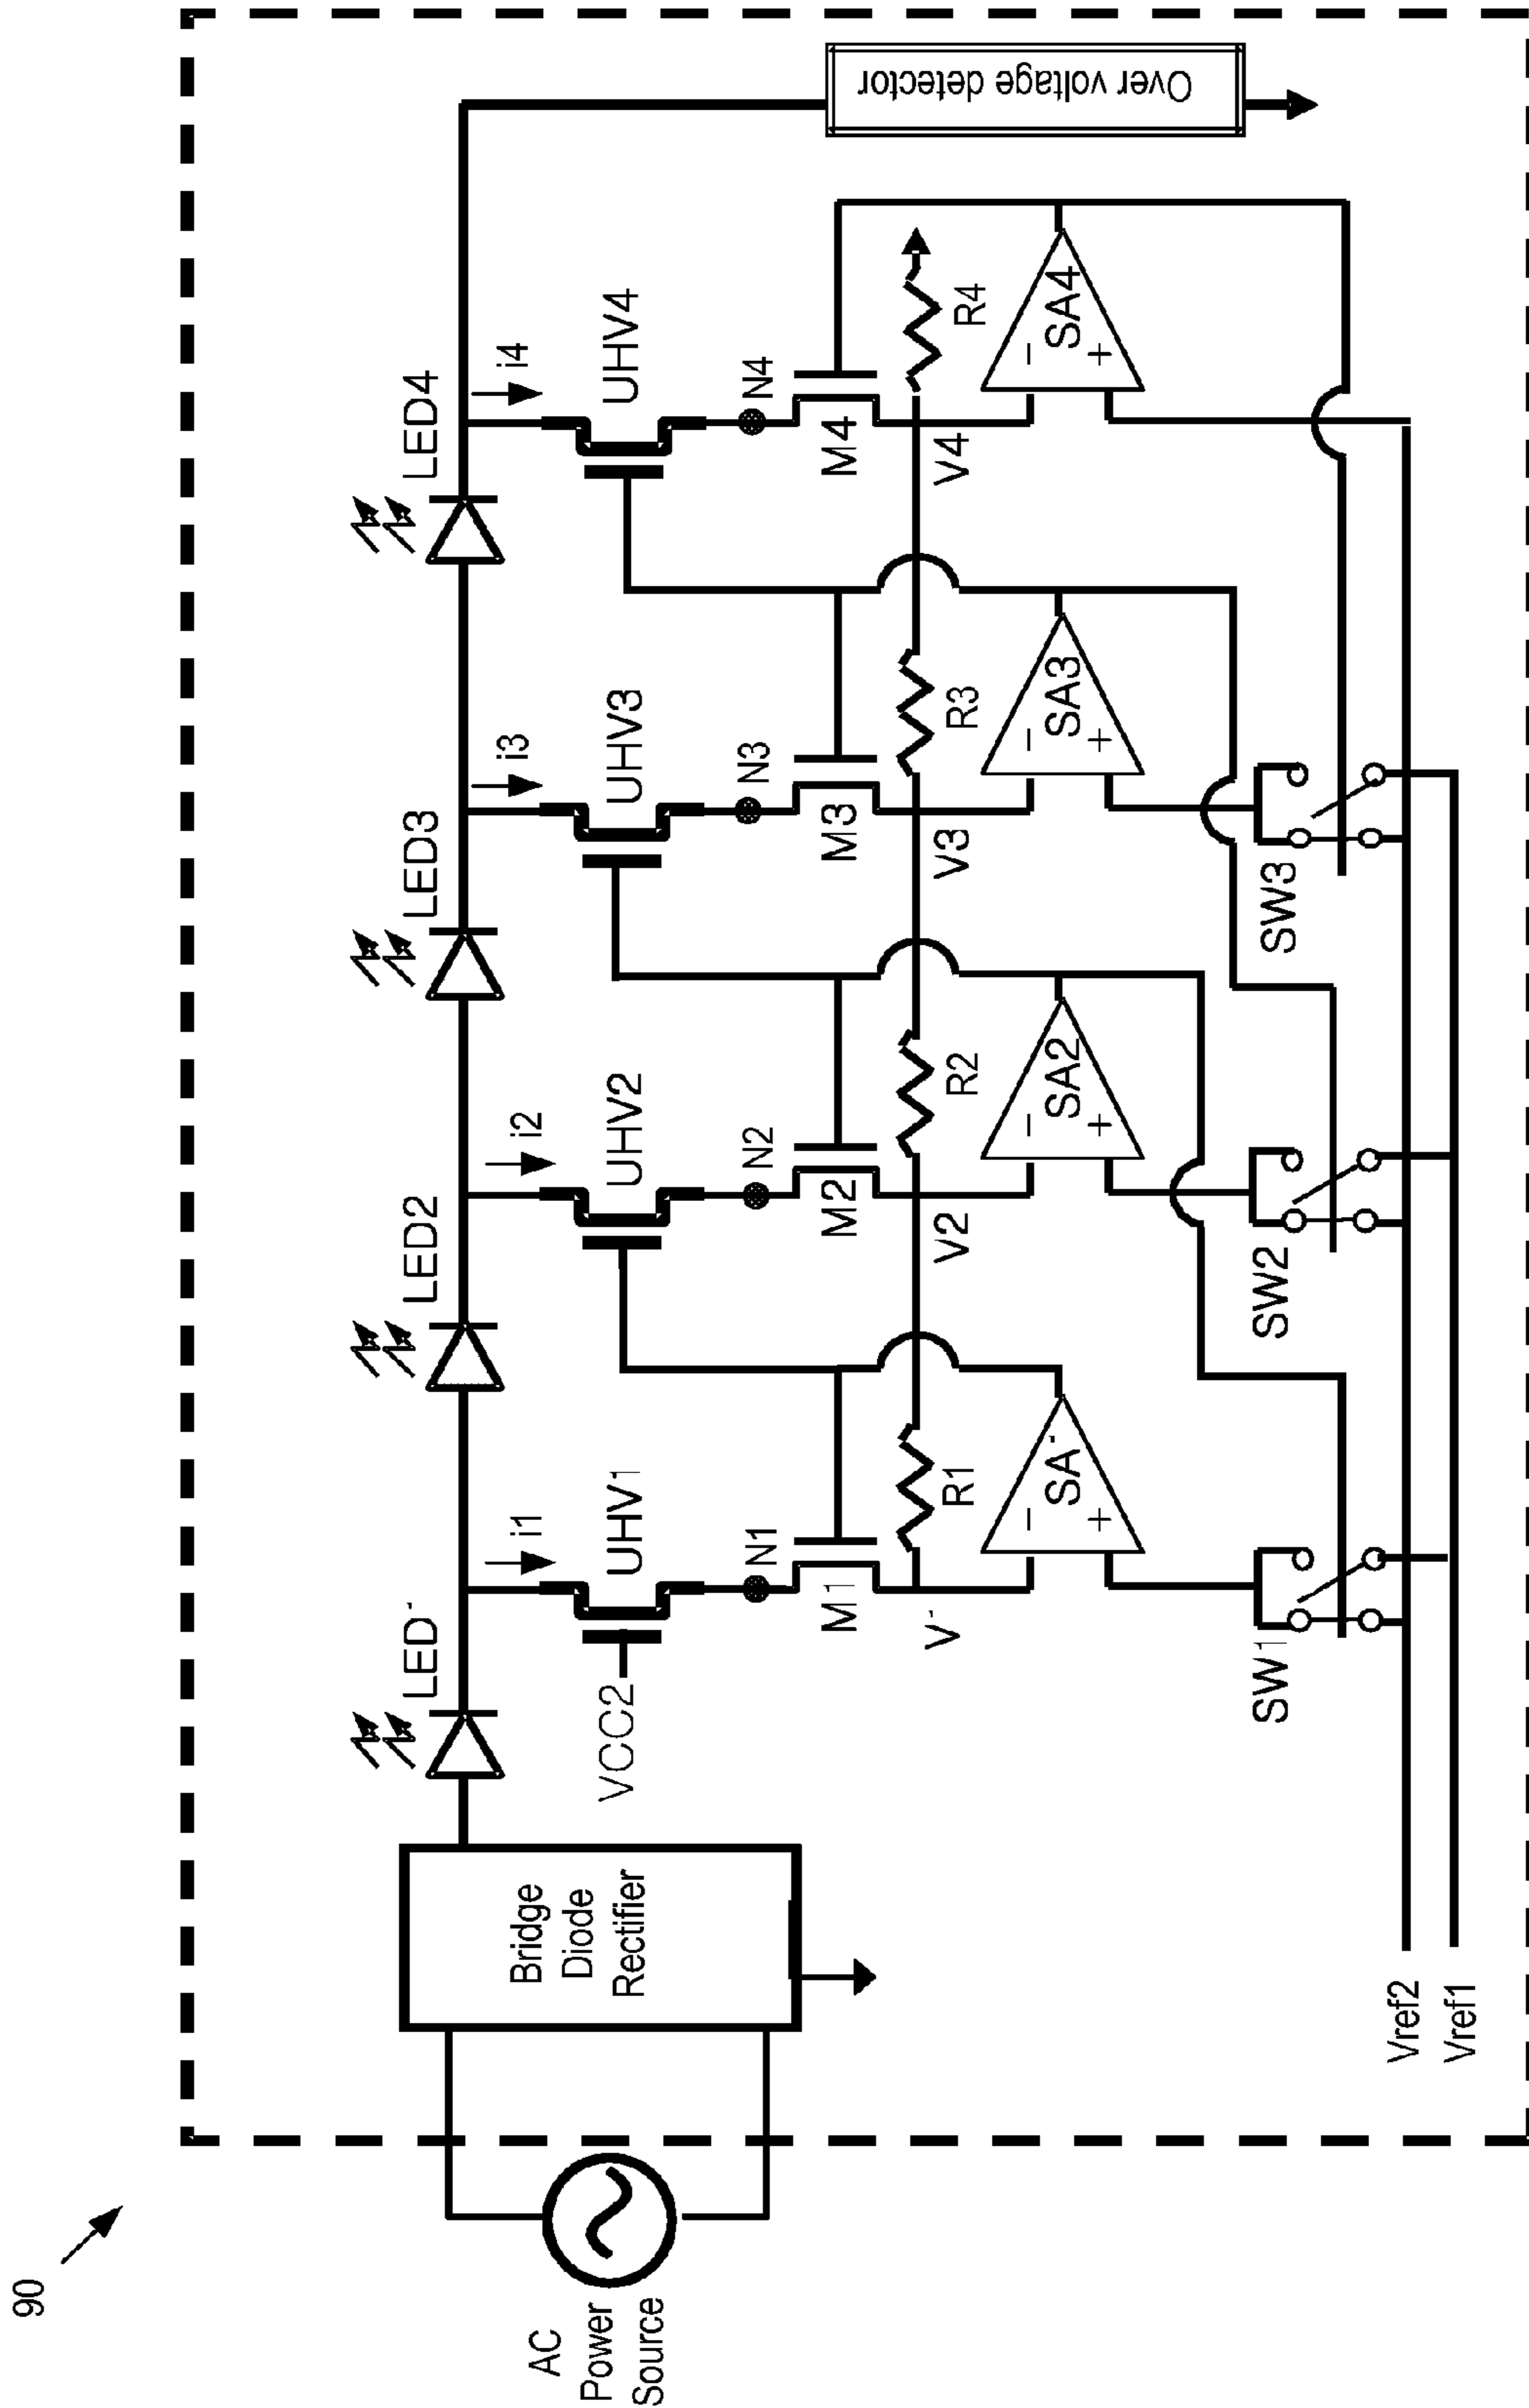 90
AC
Power
Source
Bridge
Diode
Rectifier
LED1
LED2
LED3
LED4
i1
i2
i3
i4
VCC2
UHV1
UHV2
UHV3
UHV4
N1
N2
N3
N4
M1
M2
M3
M4
R1
R2
R3
R4
V1
V2
V3
V4
-
SA1
+
-
SA2
+
-
SA3
+
-
SA4
+
SW1
SW2
SW3
Vref2
Vref1
Over voltage detector